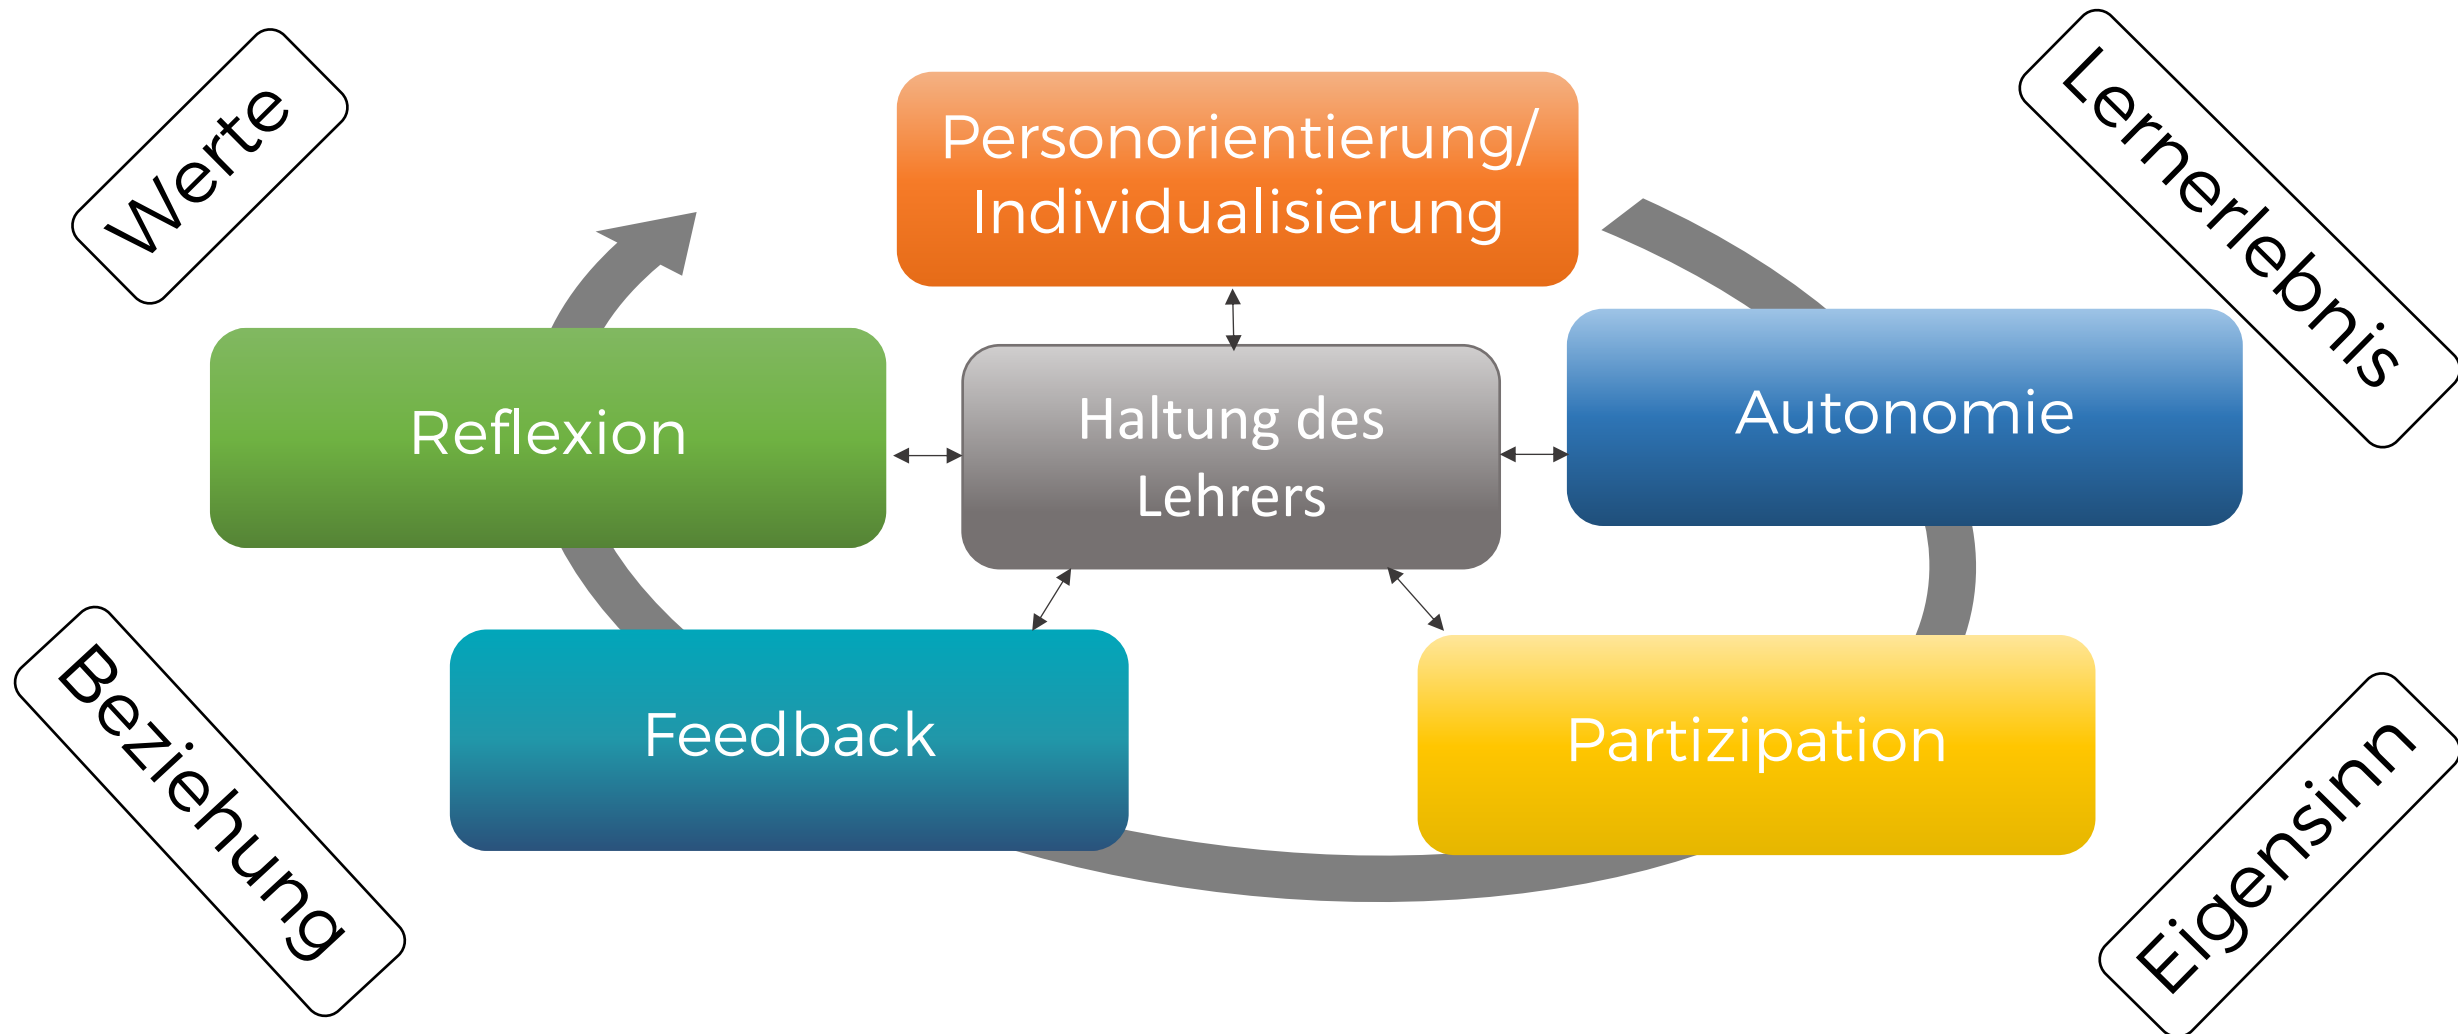 Werte
Lernerlebnis
Personorientierung/
Individualisierung
Reflexion
Haltung des
Lehrers
Autonomie
Feedback
Partizipation
Beziehung
Eigensinn